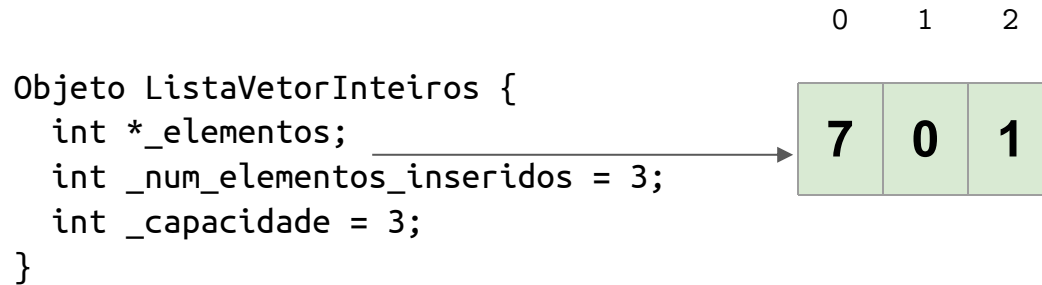 0 1 2
Objeto ListaVetorInteiros {
int *_elementos;
7 0 1
int _num_elementos_inseridos = 3;
int _capacidade = 3;
}